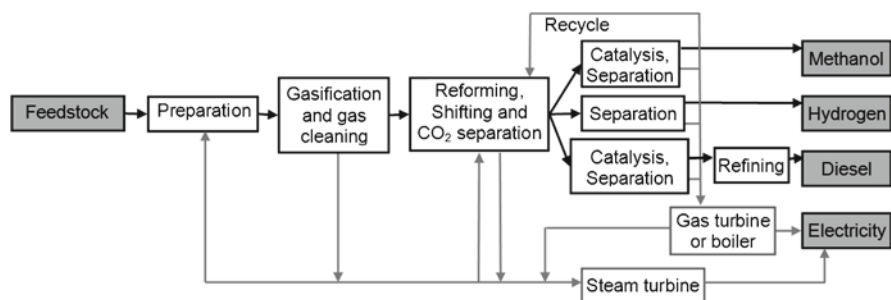 Recycle
Feedstock
Preparation
Gasification
and gas
cleaning
Reforming,
Shifting and
CO₂ separation
Catalysis,
Separation
Methanol
Separation
Hydrogen
Catalysis,
Separation
Refining
Diesel
Gas turbine
or boiler
Electricity
Steam turbine